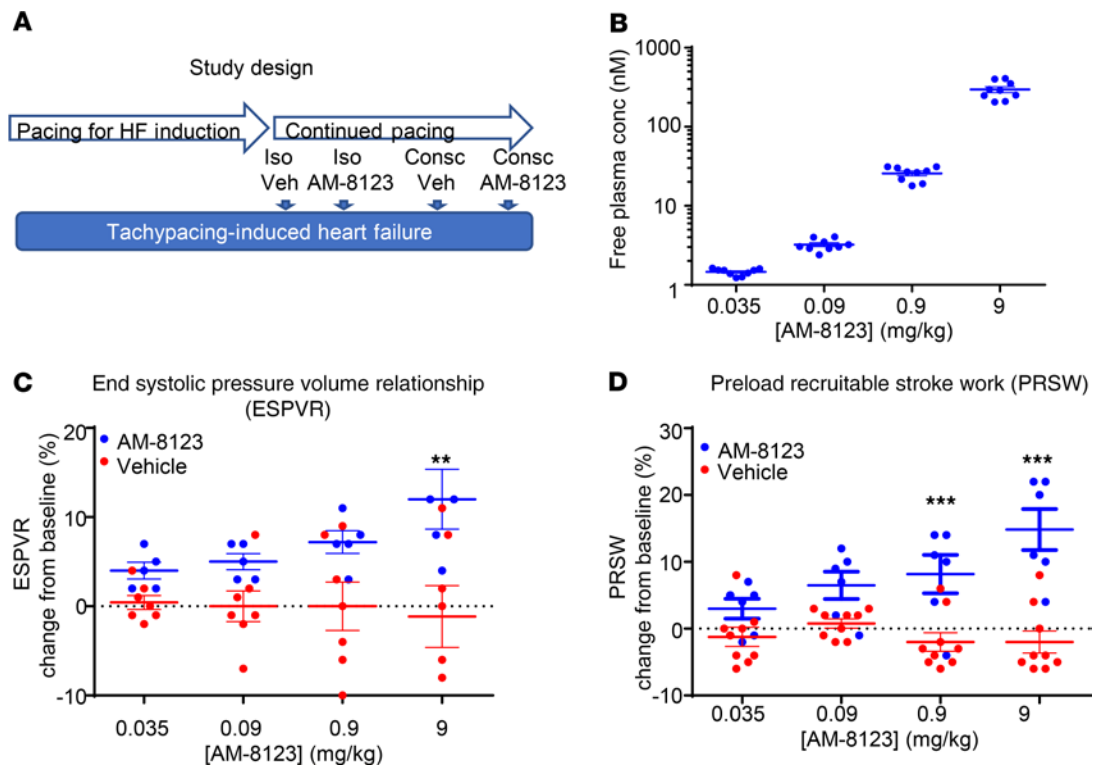 A
Study design
Pacing for HF induction
Continued pacing
Iso Iso Consc Consc
Veh AM-8123 Veh AM-8123
Tachypacing-induced heart failure
B
Free plasma conc (nM)
1000
100
10
1
0.035 0.09 0.9 9
[AM-8123] (mg/kg)
C
End systolic pressure volume relationship
(ESPVR)
ESPVR
change from baseline (%)
20
10
0
-10
AM-8123
Vehicle
**
0.035 0.09 0.9 9
[AM-8123] (mg/kg)
D
Preload recruitable stroke work (PRSW)
PRSW
change from baseline (%)
30
20
10
0
-10
AM-8123
Vehicle
***
***
0.035 0.09 0.9 9
[AM-8123] (mg/kg)